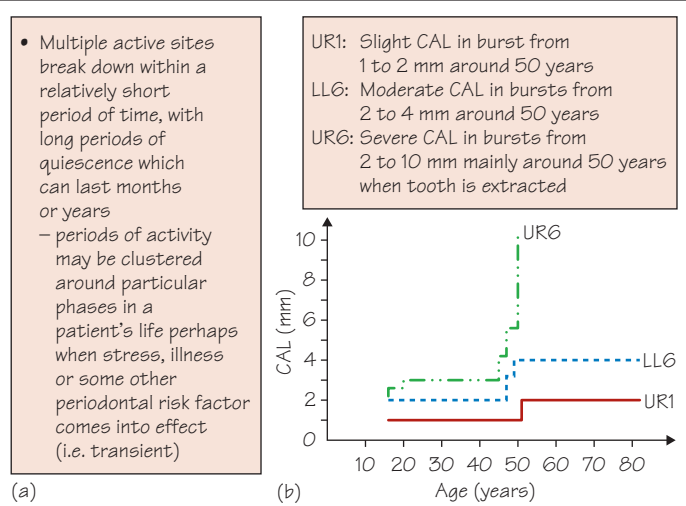 • Multiple active sites
break down within a
relatively short
period of time, with
long periods of
quiescence which
can last months
or years
– periods of activity
may be clustered
around particular
phases in a
patient's life perhaps
when stress, illness
or some other
periodontal risk factor
comes into effect
(i.e. transient)
(a)
UR1: Slight CAL in burst from
1 to 2 mm around 50 years
LL6: Moderate CAL in bursts from
2 to 4 mm around 50 years
UR6: Severe CAL in bursts from
2 to 10 mm mainly around 50 years
when tooth is extracted
CAL (mm)
10
8
6
4
2
0
UR6
LL6
UR1
10 20 30 40 50 60 70 80
Age (years)
(b)